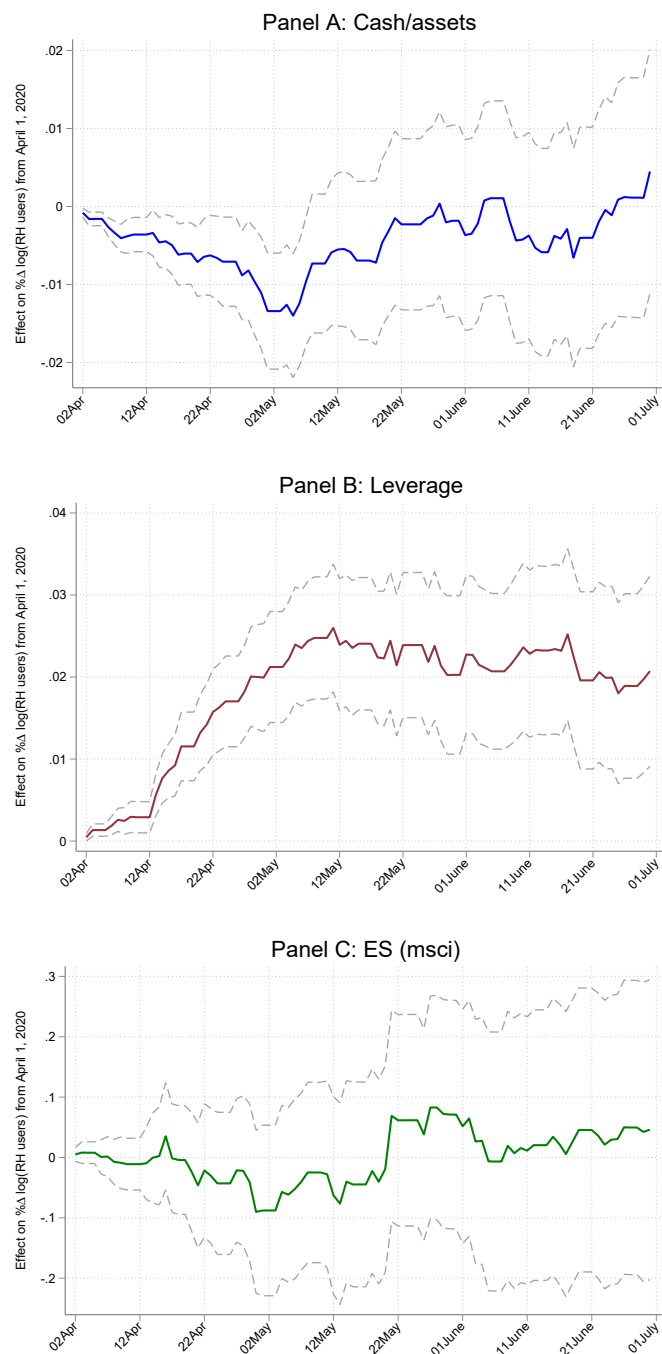 Panel A: Cash/assets
Effect on %Δ log(RH users) from April 1, 2020
.02
.01
0
-.01
-.02
02Apr
12Apr
22Apr
02May
12May
22May
01June
11June
21June
01July
Panel B: Leverage
Effect on %Δ log(RH users) from April 1, 2020
.04
.03
.02
.01
0
02Apr
12Apr
22Apr
02May
12May
22May
01June
11June
21June
01July
Panel C: ES (msci)
Effect on %Δ log(RH users) from April 1, 2020
.3
.2
.1
0
-.1
-.2
02Apr
12Apr
22Apr
02May
12May
22May
01June
11June
21June
01July